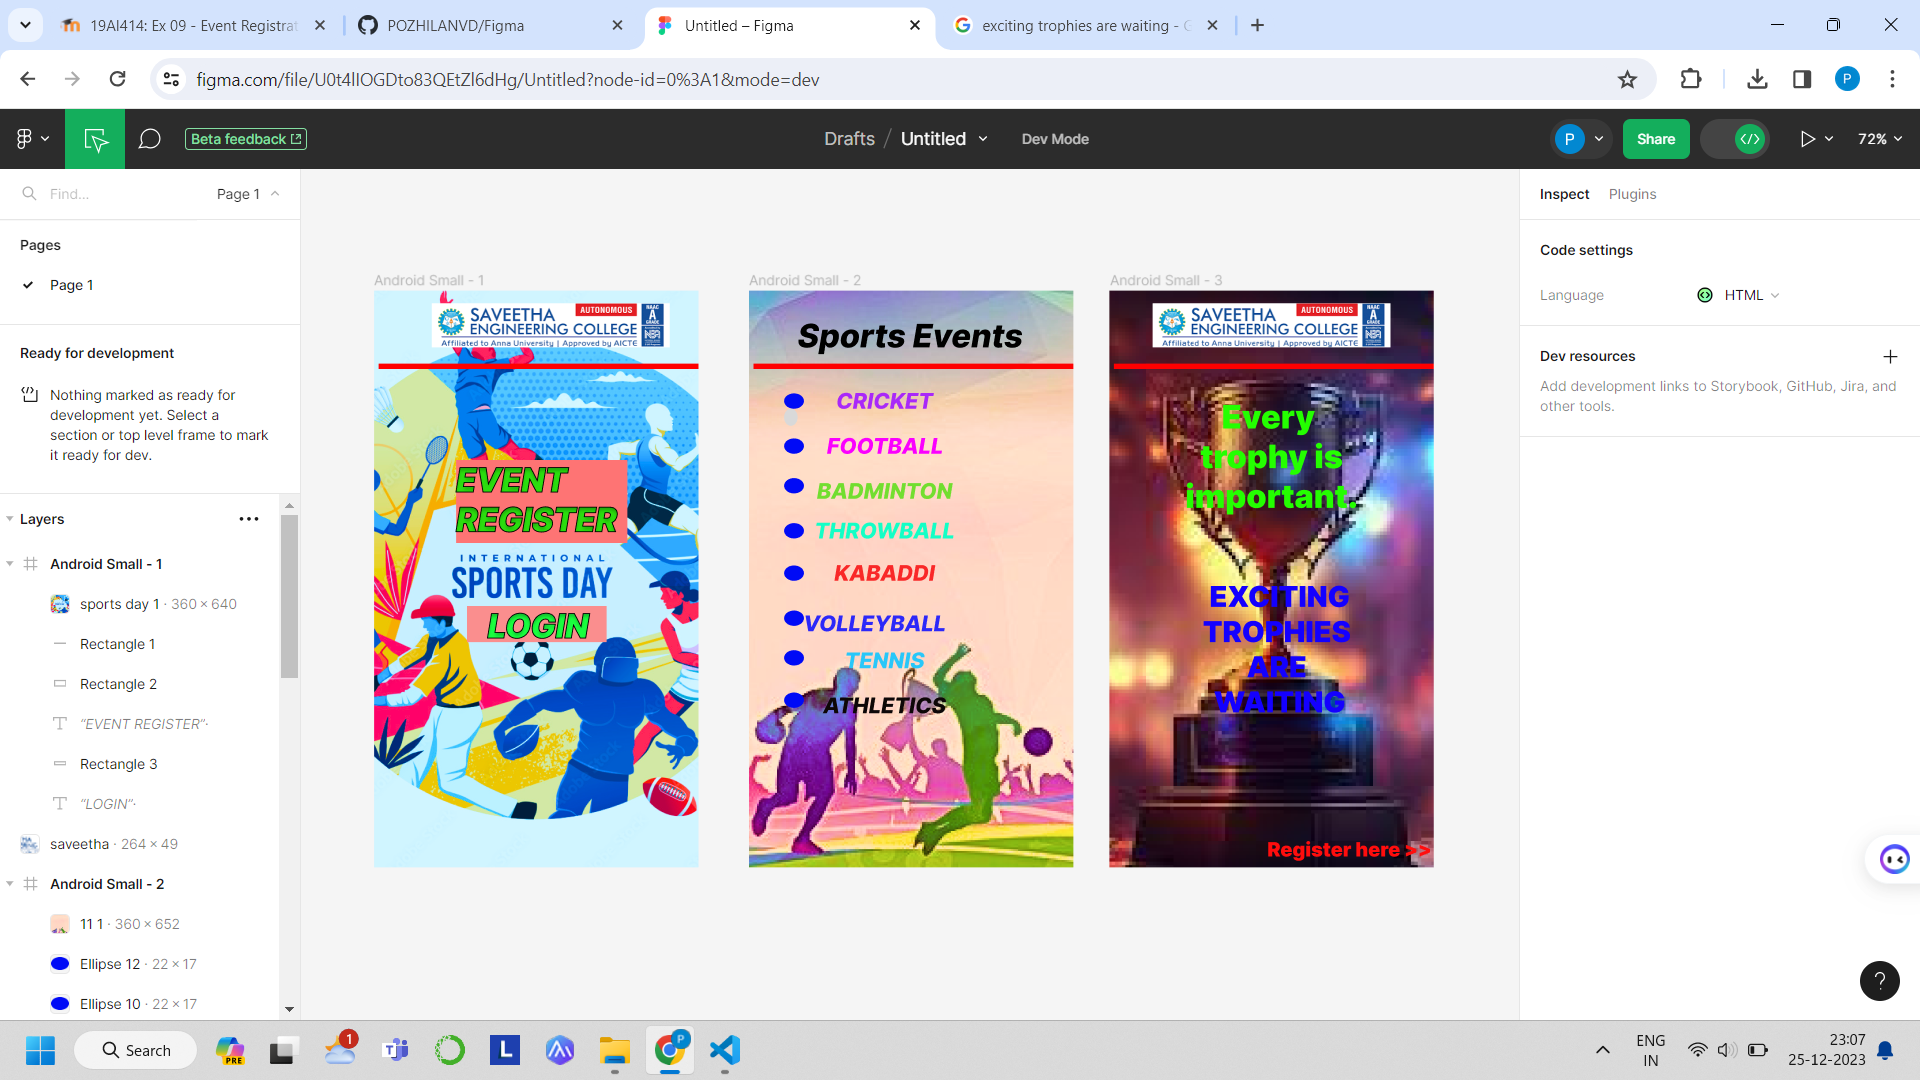 19AI414: Ex 09 - Event Registrat
POZHILANVD/Figma
Untitled – Figma
exciting trophies are waiting - G
figma.com/file/U0t4lIOGDto83QEtZl6dHg/Untitled?node-id=0%3A1&mode=dev
P
Beta feedback
Drafts / Untitled
Dev Mode
P
Share
72%
Find...
Page 1
Pages
Page 1
Ready for development
Nothing marked as ready for
development yet. Select a
section or top level frame to mark
it ready for dev.
Layers
Android Small - 1
sports day 1 · 360 × 640
Rectangle 1
Rectangle 2
"EVENT REGISTER"·
Rectangle 3
"LOGIN"·
saveetha · 264 × 49
Android Small - 2
11 1 · 360 × 652
Ellipse 12 · 22 × 17
Ellipse 10 · 22 × 17
Android Small - 1
SAVEETHA
AUTONOMOUS
ENGINEERING COLLEGE
Affiliated to Anna University | Approved by AICTE
NAAC
A
GRADE
EVENT
REGISTER
INTERNATIONAL
SPORTS DAY
LOGIN
Android Small - 2
Sports Events
CRICKET
FOOTBALL
BADMINTON
THROWBALL
KABADDI
VOLLEYBALL
TENNIS
ATHLETICS
Android Small - 3
SAVEETHA
AUTONOMOUS
ENGINEERING COLLEGE
Affiliated to Anna University | Approved by AICTE
NAAC
A
GRADE
Every
trophy is
important.
EXCITING
TROPHIES
ARE
WAITING
Register here >>
Inspect
Plugins
Code settings
Language
HTML
Dev resources
Add development links to Storybook, GitHub, Jira, and
other tools.
?
Search
PRE
1
L
P
ENG
IN
23:07
25-12-2023